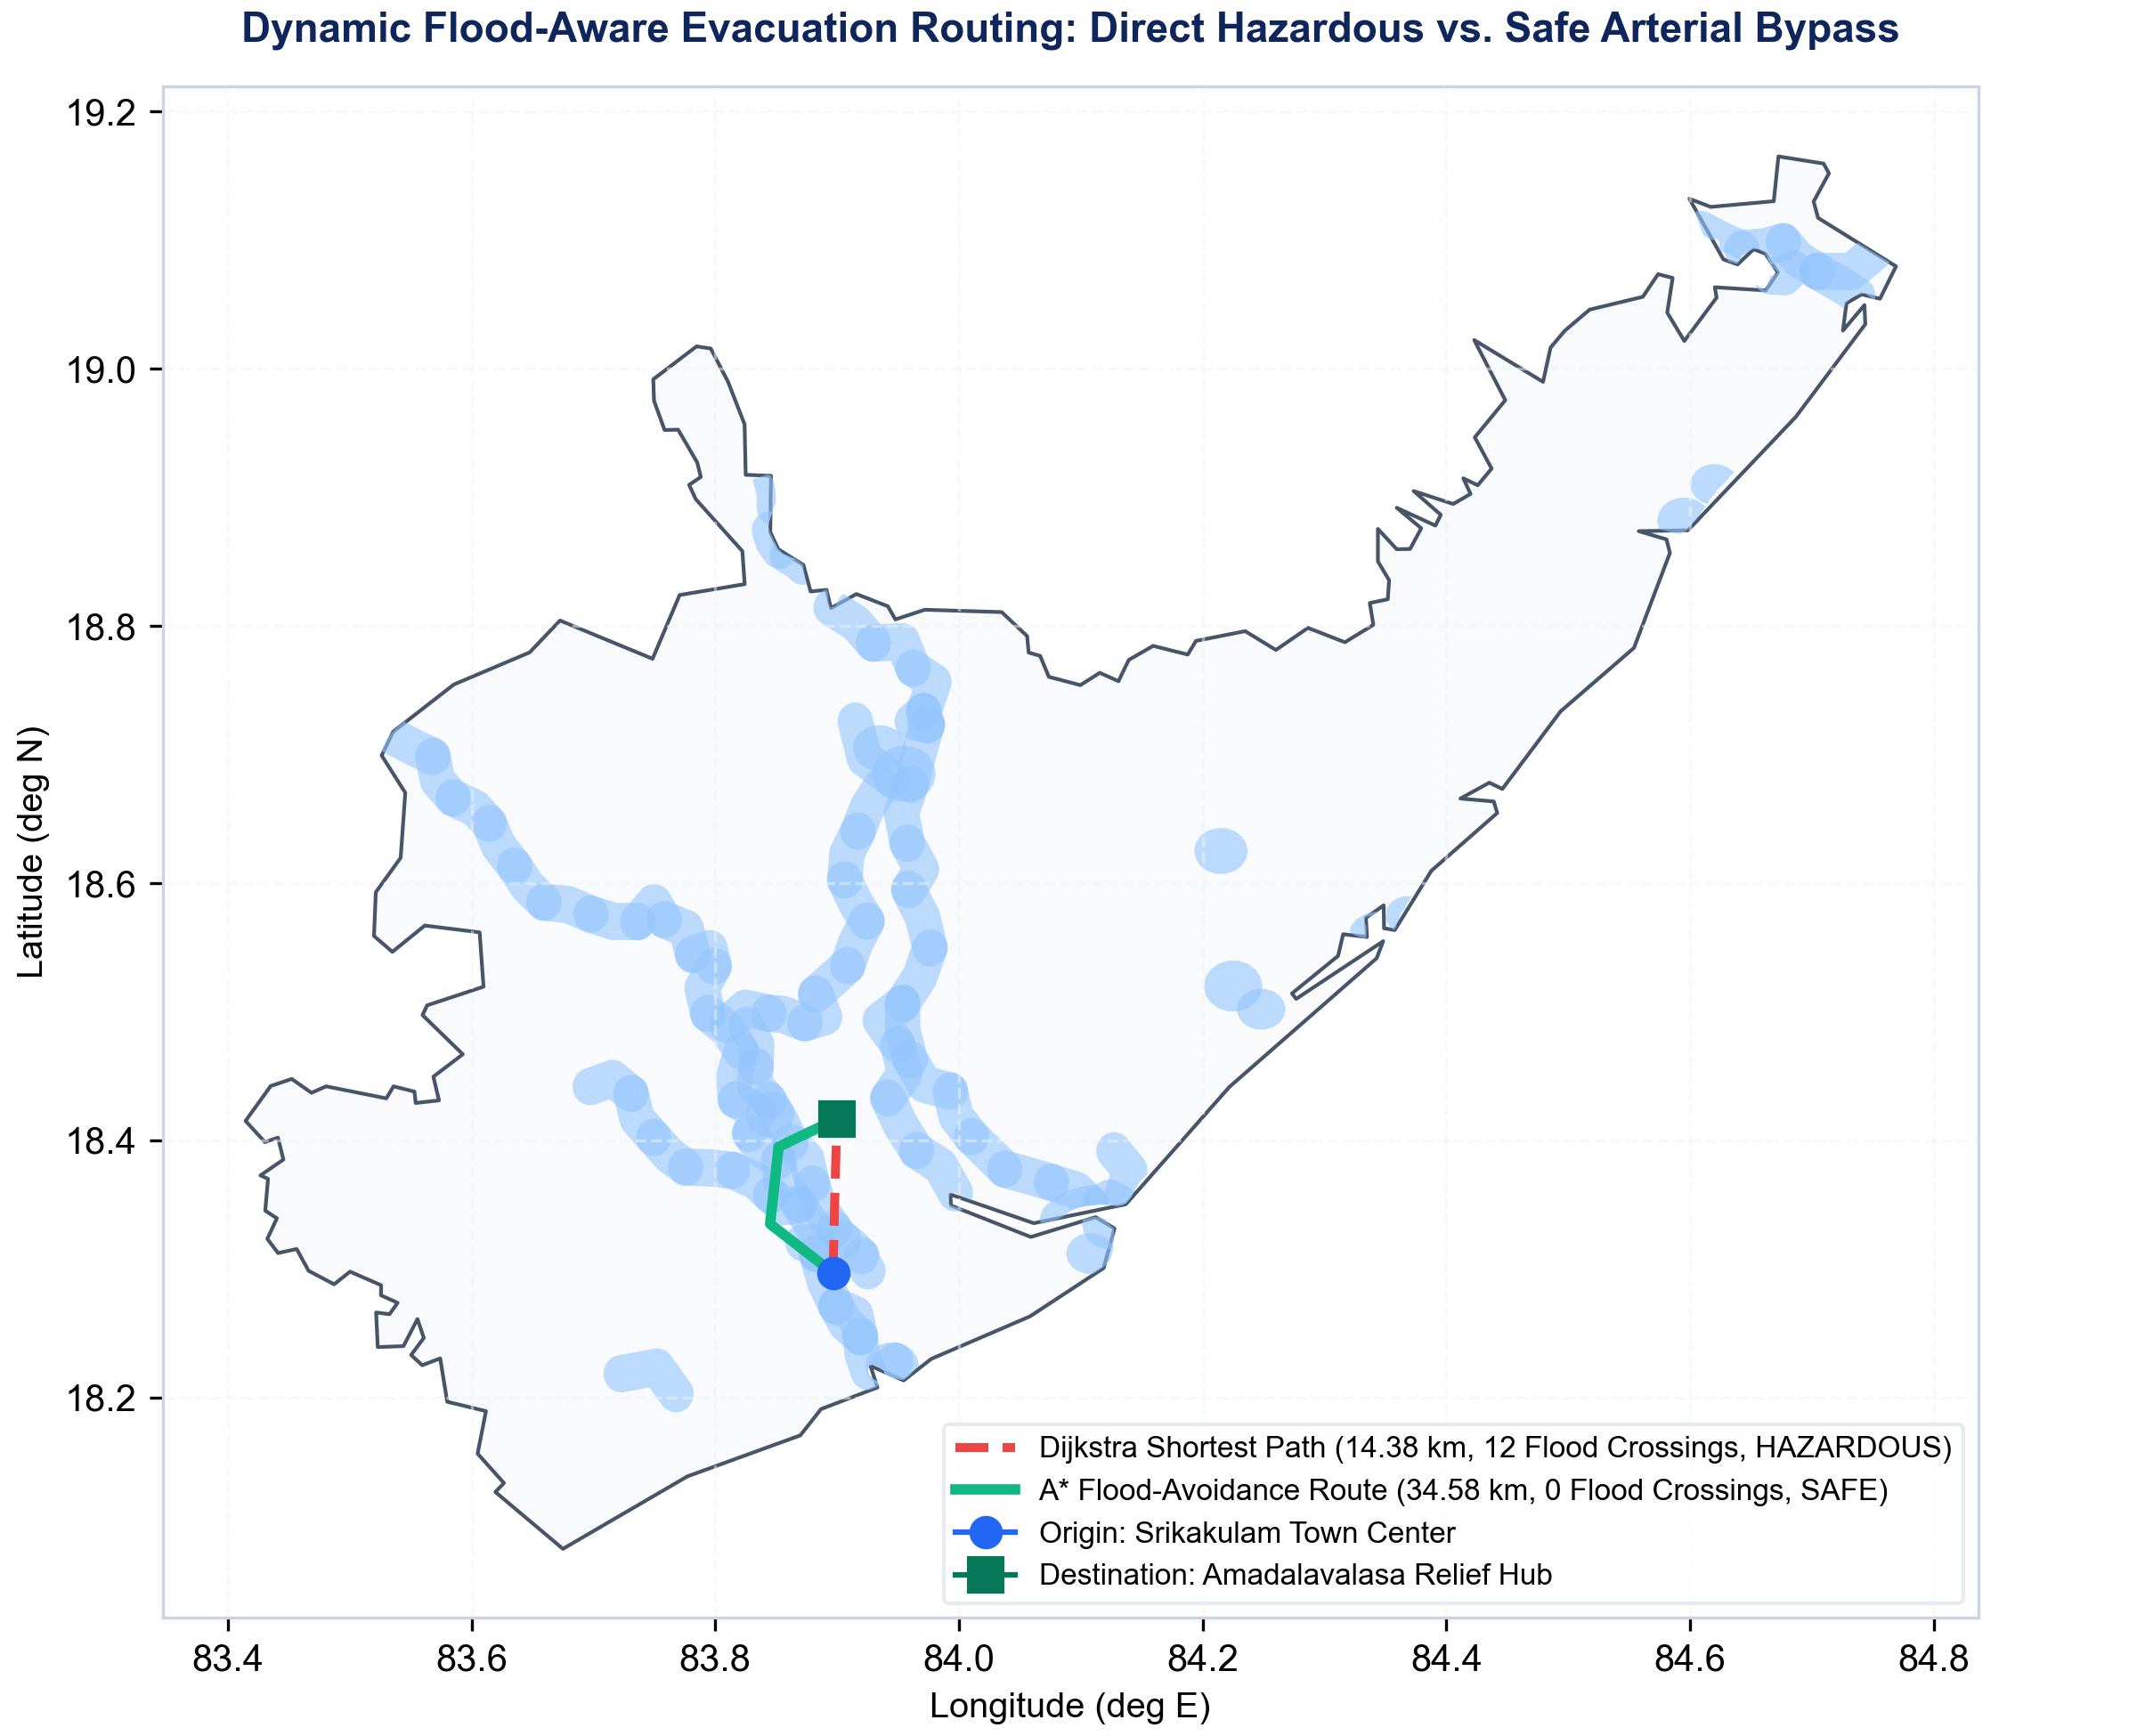 Dynamic Flood-Aware Evacuation Routing: Direct Hazardous vs. Safe Arterial Bypass
19.2
19.0
18.8
18.6
18.4
18.2
Latitude (deg N)
Dijkstra Shortest Path (14.38 km, 12 Flood Crossings, HAZARDOUS)
A* Flood-Avoidance Route (34.58 km, 0 Flood Crossings, SAFE)
Origin: Srikakulam Town Center
Destination: Amadalavalasa Relief Hub
83.4 83.6 83.8 84.0 84.2 84.4 84.6 84.8
Longitude (deg E)